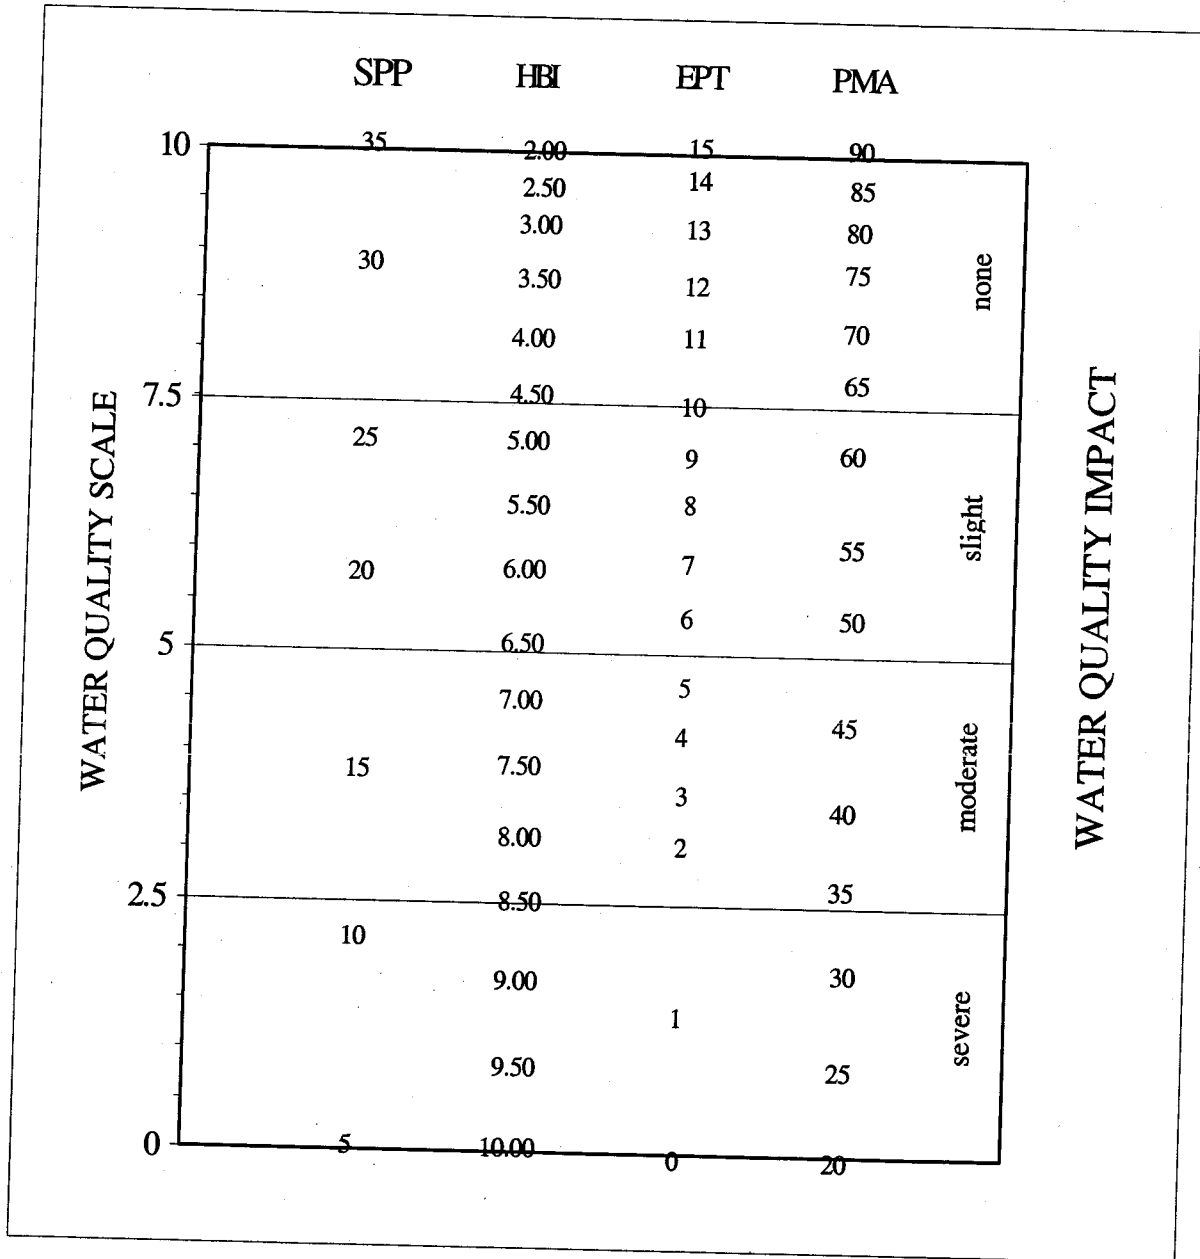 SPP HBI EPT PMA
10 35 2.00 15 90
2.50 14 85
3.00 13 80
30 3.50 12 75 none
4.00 11 70
7.5 4.50 10 65
25 5.00 9 60
5.50 8 slight
20 6.00 7 55
6 50
5 6.50
7.00 5 45
4
15 7.50 3 40 moderate
8.00 2
2.5 8.50 35
10
9.00 30
1 severe
9.50 25
0 5 10.00 0 20
WATER QUALITY SCALE
WATER QUALITY IMPACT